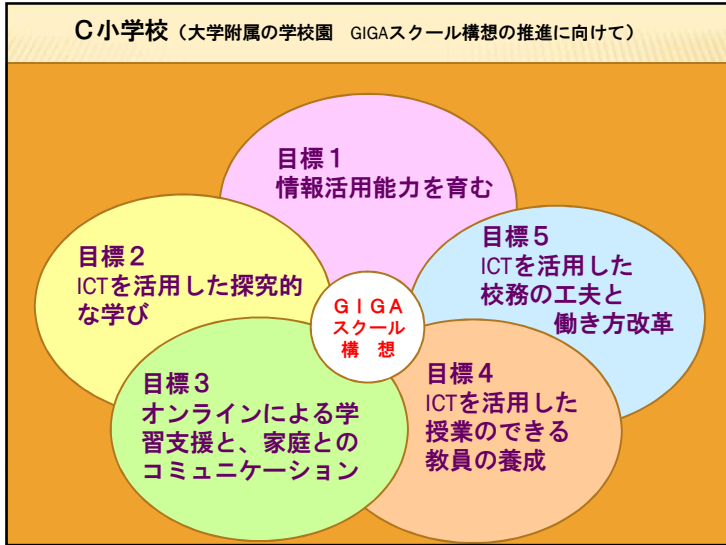 C小学校（大学附属の学校園　GIGAスクール構想の推進に向けて）
目標１
情報活用能力を育む
目標２
ICTを活用した探究的
な学び
目標３
オンラインによる学
習支援と、家庭との
コミュニケーション
目標４
ICTを活用した
授業のできる
教員の養成
目標５
ICTを活用した
校務の工夫と
働き方改革
ＧＩＧＡ
スクール
構　想